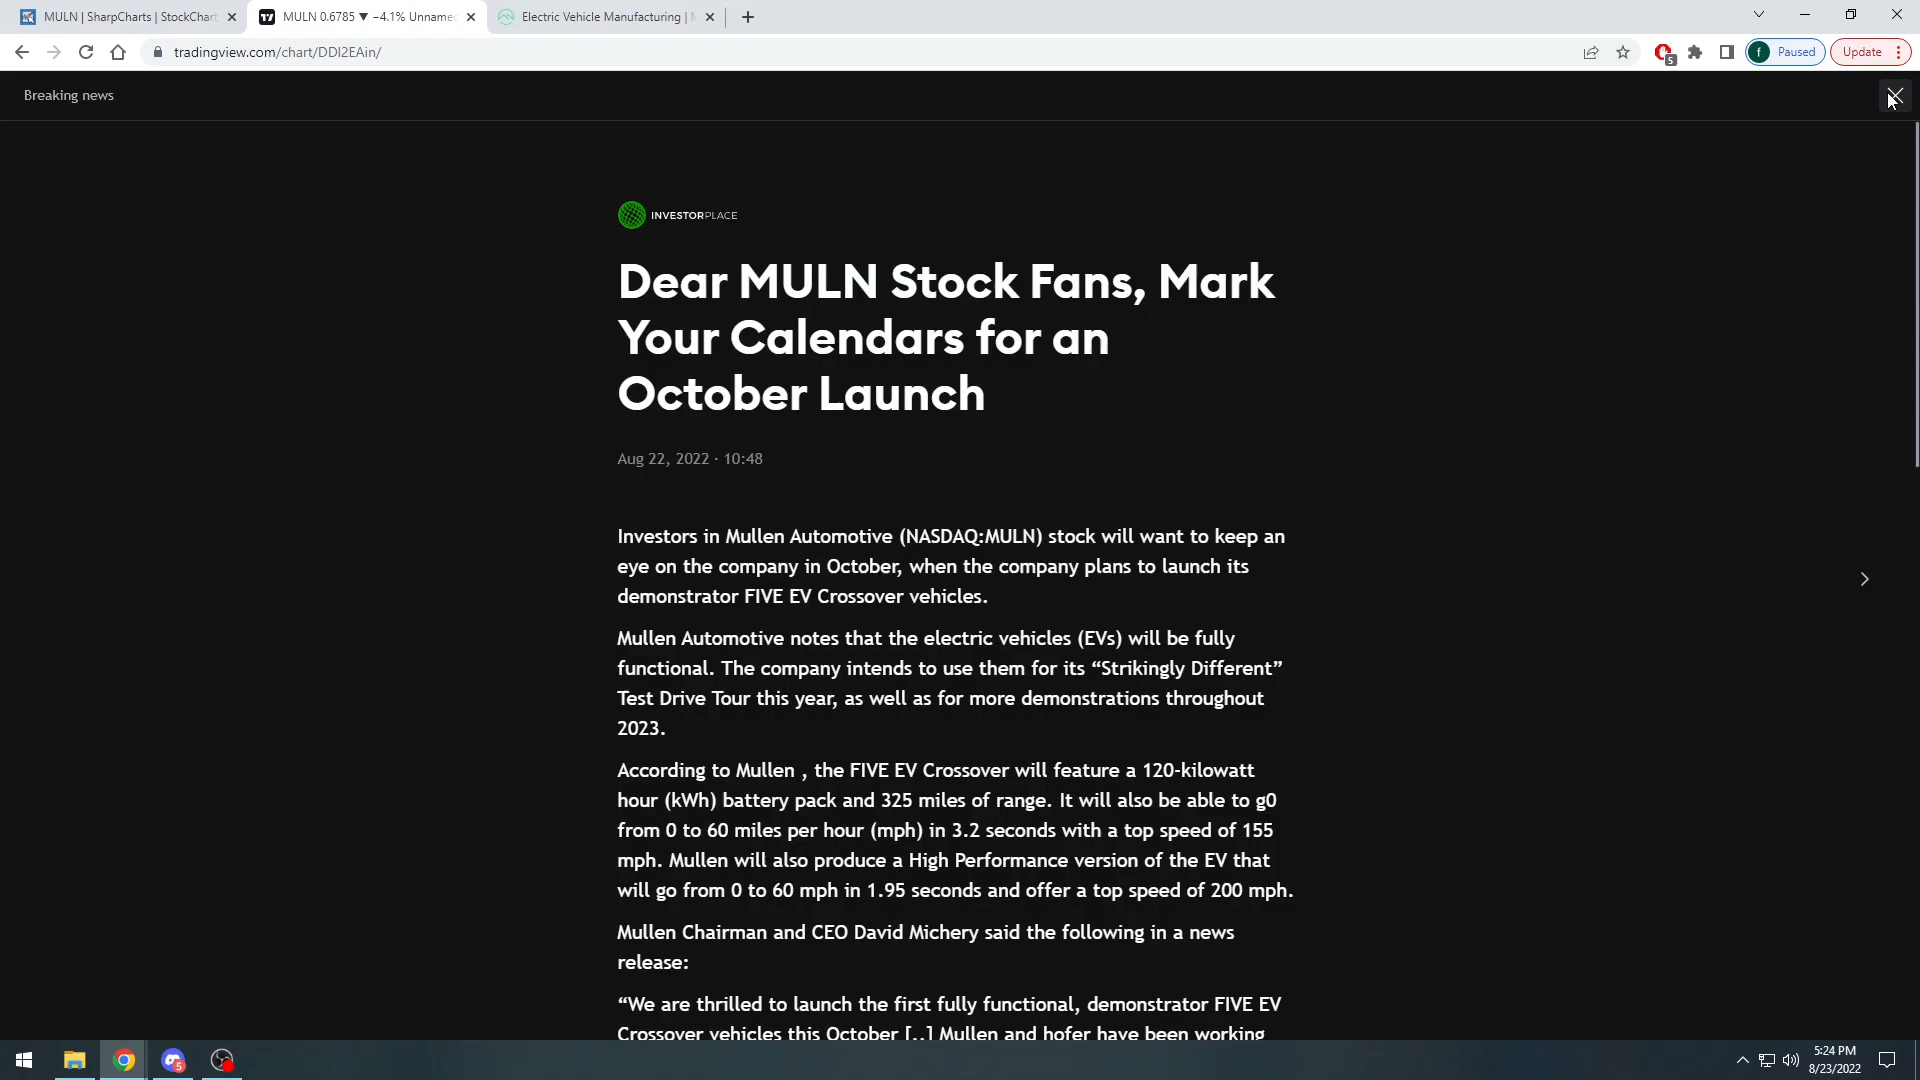 MULN | SharpCharts | StockChart
MULN 0.6785 ▼ −4.1% Unnamed
Electric Vehicle Manufacturing |
tradingview.com/chart/DDI2EAin/
5
f
Paused
Update
Breaking news
INVESTORPLACE
Dear MULN Stock Fans, Mark
Your Calendars for an
October Launch
Aug 22, 2022 · 10:48
Investors in Mullen Automotive (NASDAQ:MULN) stock will want to keep an
eye on the company in October, when the company plans to launch its
demonstrator FIVE EV Crossover vehicles.
Mullen Automotive notes that the electric vehicles (EVs) will be fully
functional. The company intends to use them for its “Strikingly Different”
Test Drive Tour this year, as well as for more demonstrations throughout
2023.
According to Mullen , the FIVE EV Crossover will feature a 120-kilowatt
hour (kWh) battery pack and 325 miles of range. It will also be able to g0
from 0 to 60 miles per hour (mph) in 3.2 seconds with a top speed of 155
mph. Mullen will also produce a High Performance version of the EV that
will go from 0 to 60 mph in 1.95 seconds and offer a top speed of 200 mph.
Mullen Chairman and CEO David Michery said the following in a news
release:
“We are thrilled to launch the first fully functional, demonstrator FIVE EV
Crossover vehicles this October [..] Mullen and hofer have been working
5
5:24 PM
8/23/2022